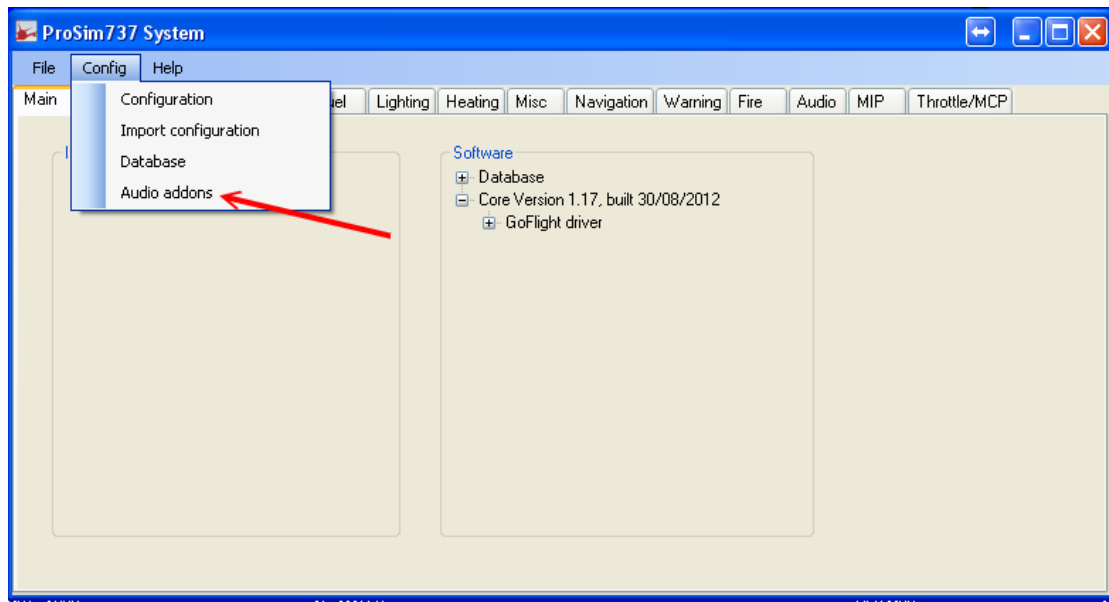 ProSim737 System
File Config Help
Main Lighting Heating Misc Navigation Warning Fire Audio MIP Throttle/MCP
Configuration
Import configuration
Database
Audio addons
Software
Database
Core Version 1.17, built 30/08/2012
GoFlight driver